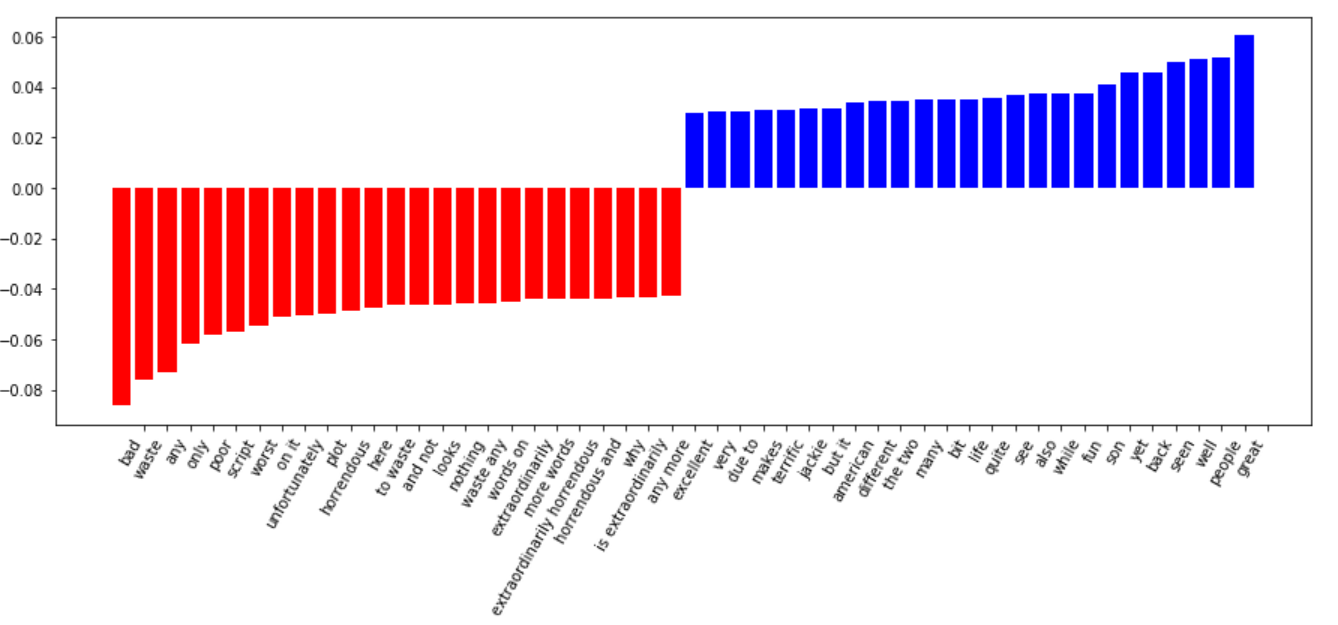 0.06
0.04
0.02
0.00
−0.02
−0.04
−0.06
−0.08
bad
waste
any
only
poor
script
worst
on it
unfortunately
plot
horrendous
here
to waste
and not
looks
nothing
waste any
words on
extraordinarily
more words
extraordinarily horrendous
horrendous and
why
is extraordinarily
any more
excellent
very
due to
makes
terrific
jackie
but it
american
different
the two
many
bit
life
quite
see
also
while
fun
son
yet
back
seen
well
people
great